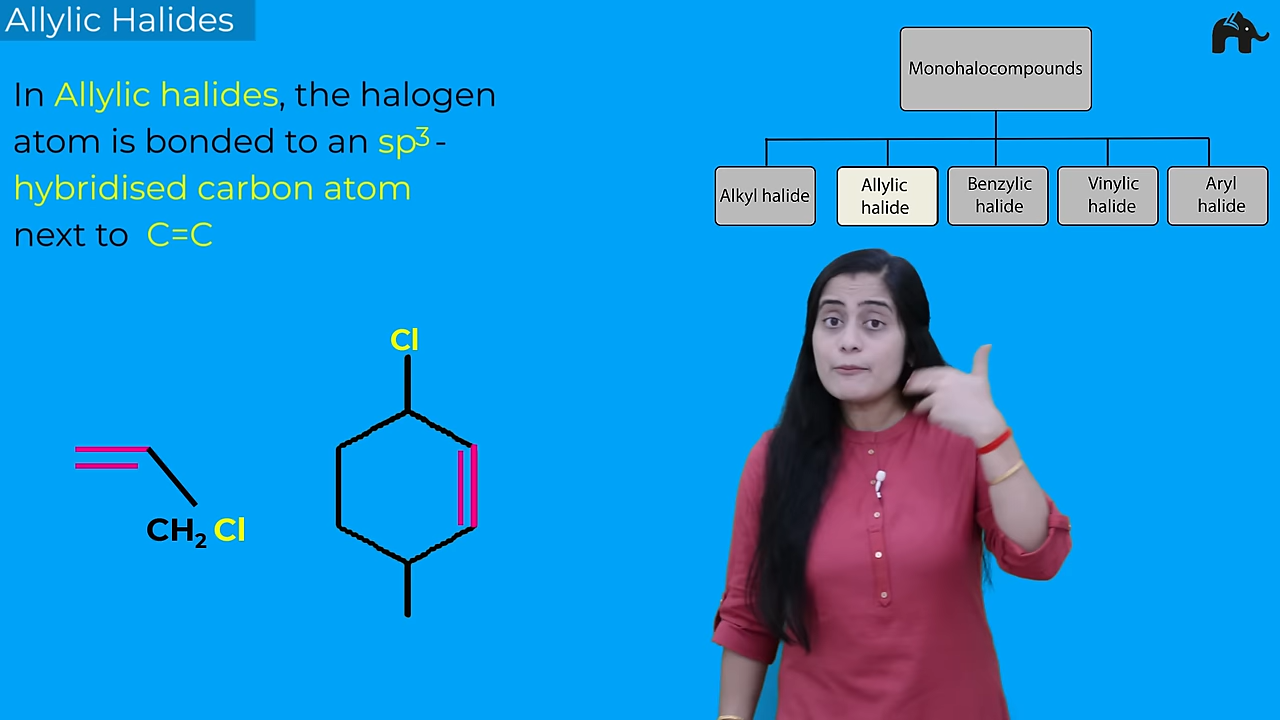 Allylic Halides
In Allylic halides, the halogen
atom is bonded to an sp³-
hybridised carbon atom
next to C=C
Monohalocompounds
Alkyl halide
Allylic
halide
Benzylic
halide
Vinylic
halide
Aryl
halide
Cl
CH₂ Cl